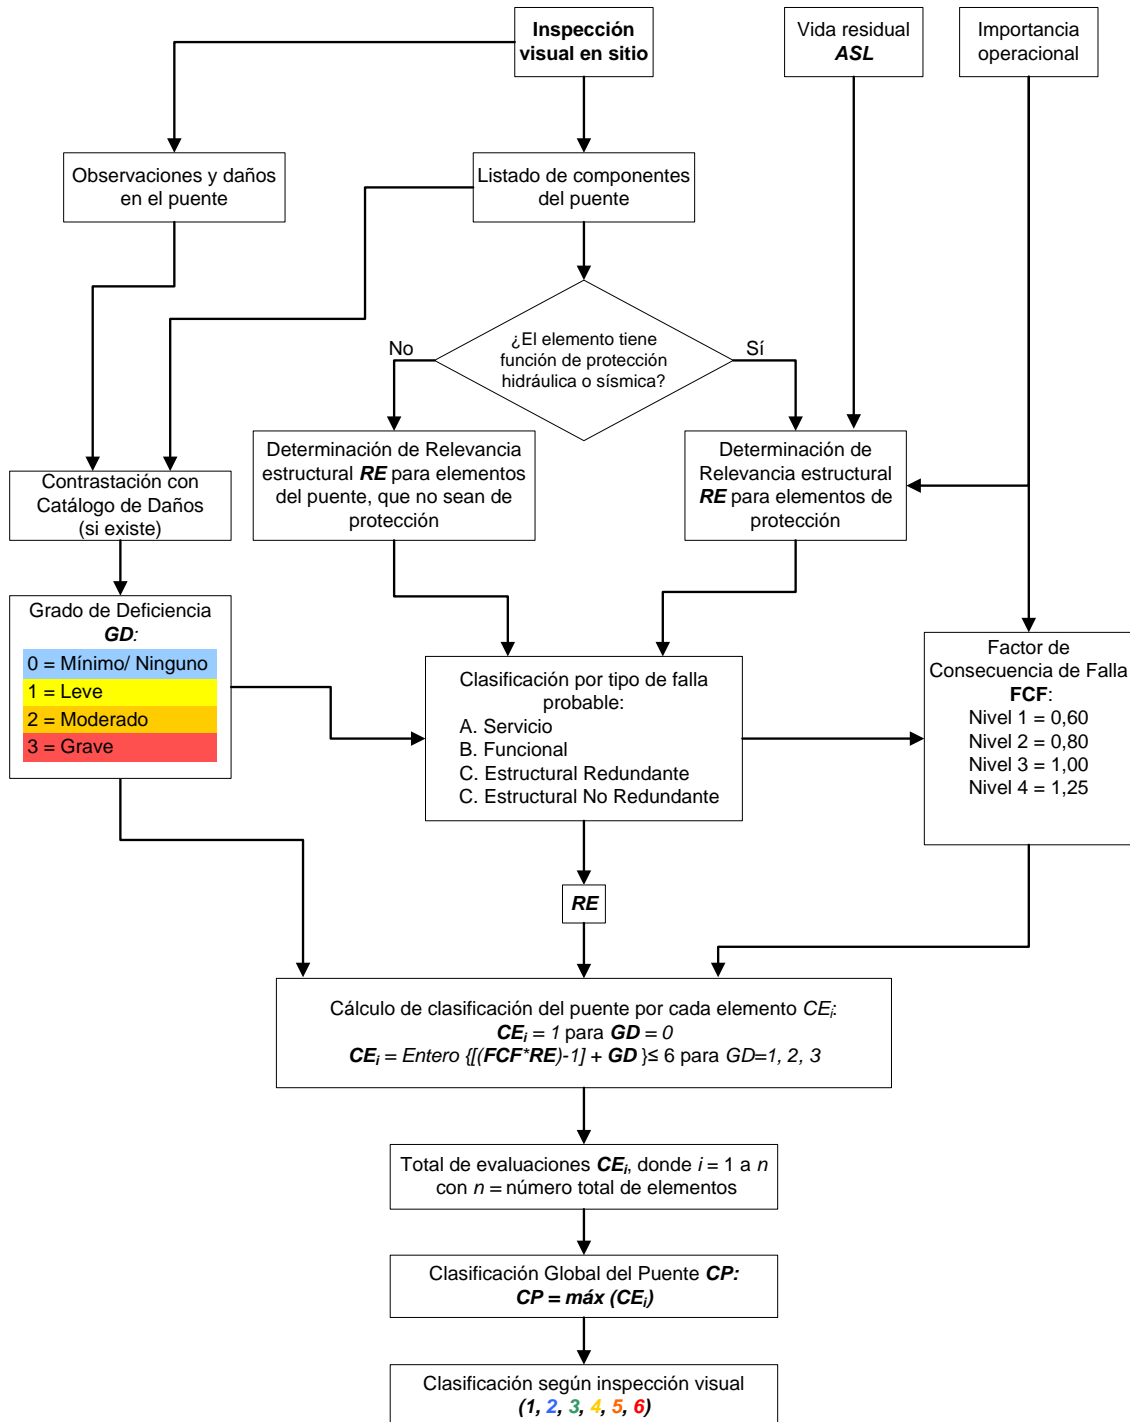 Inspección
visual en sitio
Vida residual
ASL
Importancia
operacional
Observaciones y daños
en el puente
Listado de componentes
del puente
¿El elemento tiene
función de protección
hidráulica o sísmica?
No
Sí
Determinación de Relevancia
estructural RE para elementos
del puente, que no sean de
protección
Determinación de
Relevancia estructural
RE para elementos de
protección
Contrastación con
Catálogo de Daños
(si existe)
Grado de Deficiencia
GD:
0 = Mínimo/ Ninguno
1 = Leve
2 = Moderado
3 = Grave
Clasificación por tipo de falla
probable:
A. Servicio
B. Funcional
C. Estructural Redundante
C. Estructural No Redundante
Factor de
Consecuencia de Falla
FCF:
Nivel 1 = 0,60
Nivel 2 = 0,80
Nivel 3 = 1,00
Nivel 4 = 1,25
RE
Cálculo de clasificación del puente por cada elemento CEi:
CEi = 1 para GD = 0
CEi = Entero {[(FCF*RE)-1] + GD }≤ 6 para GD=1, 2, 3
Total de evaluaciones CEi, donde i = 1 a n
con n = número total de elementos
Clasificación Global del Puente CP:
CP = máx (CEi)
Clasificación según inspección visual
(1, 2, 3, 4, 5, 6)